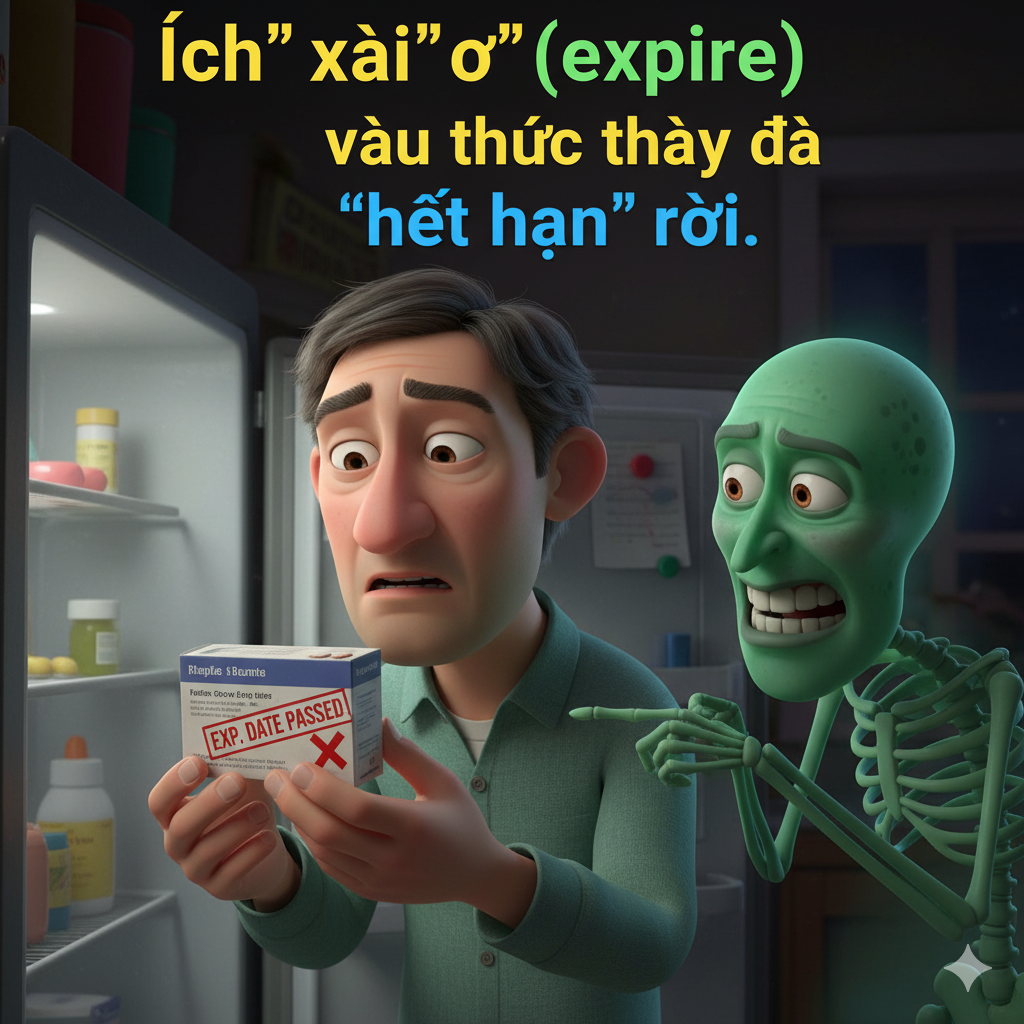 Ích” xài” ơ” (expire)
vàu thức thày đà
“hết hạn” rời.
EXP. DATE PASSED